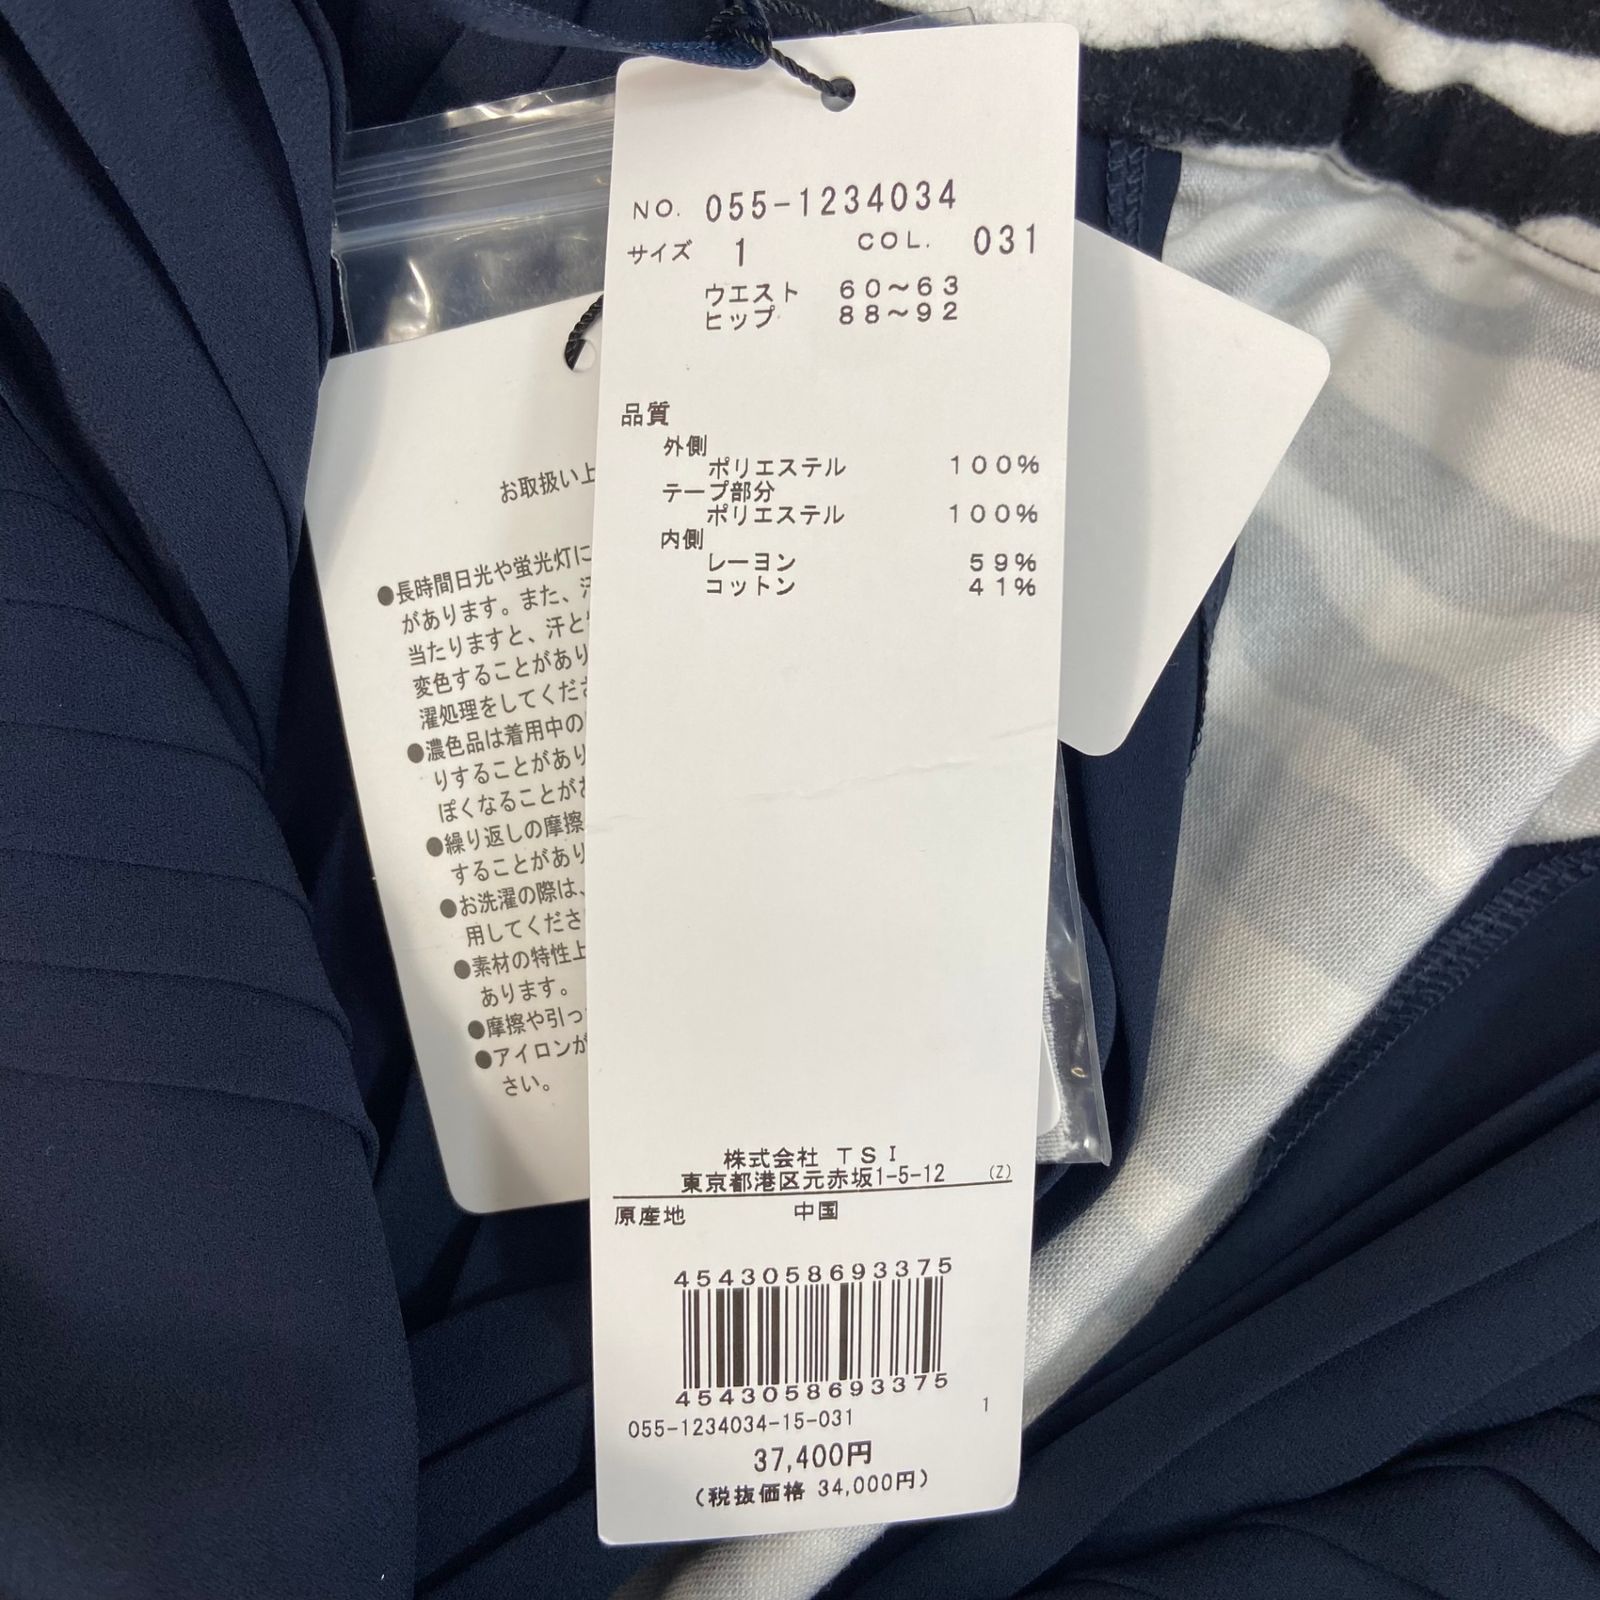 NO. 055-1234034
サイズ 1 COL. 031
ウエスト 60～63
ヒップ 88～92
品質
外側
ポリエステル 100%
テープ部分
ポリエステル 100%
内側
レーヨン 59%
コットン 41%
株式会社 TSI
東京都港区元赤坂1-5-12 (Z)
原産地 中国
4543058693375
4543058693375
055-1234034-15-031 1
37,400円
(税抜価格 34,000円)
お取扱い上
●長時間日光や蛍光灯に
があります。また、
当たりますと、汗と
変色することがあり
濯処理をしてくだ
●濃色品は着用中の
りすることがあり
ぽくなることが
●繰り返しの摩擦
することがあり
●お洗濯の際は、
用してくださ
●素材の特性上
あります。
●摩擦や引っ
●アイロンが
さい。